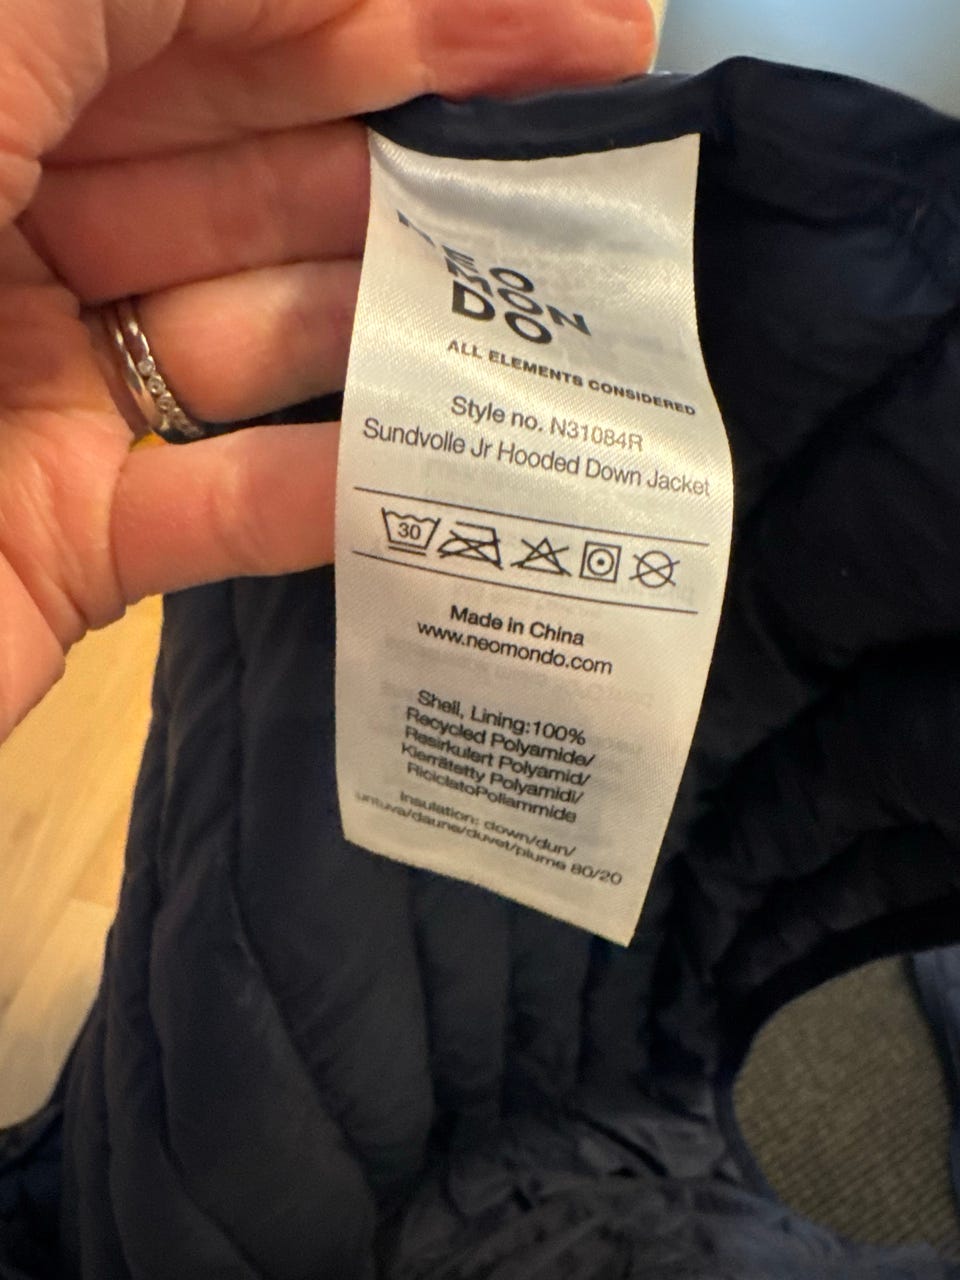 NEO
MON
DO
ALL ELEMENTS CONSIDERED
Style no. N31084R
Sundvolle Jr Hooded Down Jacket
30
Made in China
www.neomondo.com
Shell, Lining:100%
Recycled Polyamide/
Resirkulert Polyamid/
Kierrätetty Polyamidi/
RiciclatoPoliammide
Insulation: down/dun/
untuva/daune/duvet/piume 80/20